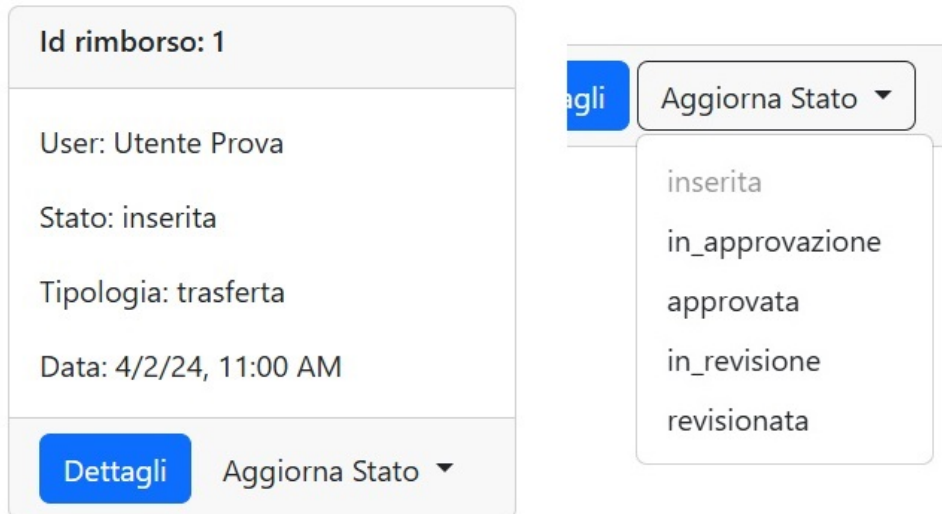 Id rimborso: 1
User: Utente Prova
Stato: inserita
Tipologia: trasferta
Data: 4/2/24, 11:00 AM
Dettagli Aggiorna Stato
agli Aggiorna Stato
inserita
in_approvazione
approvata
in_revisione
revisionata